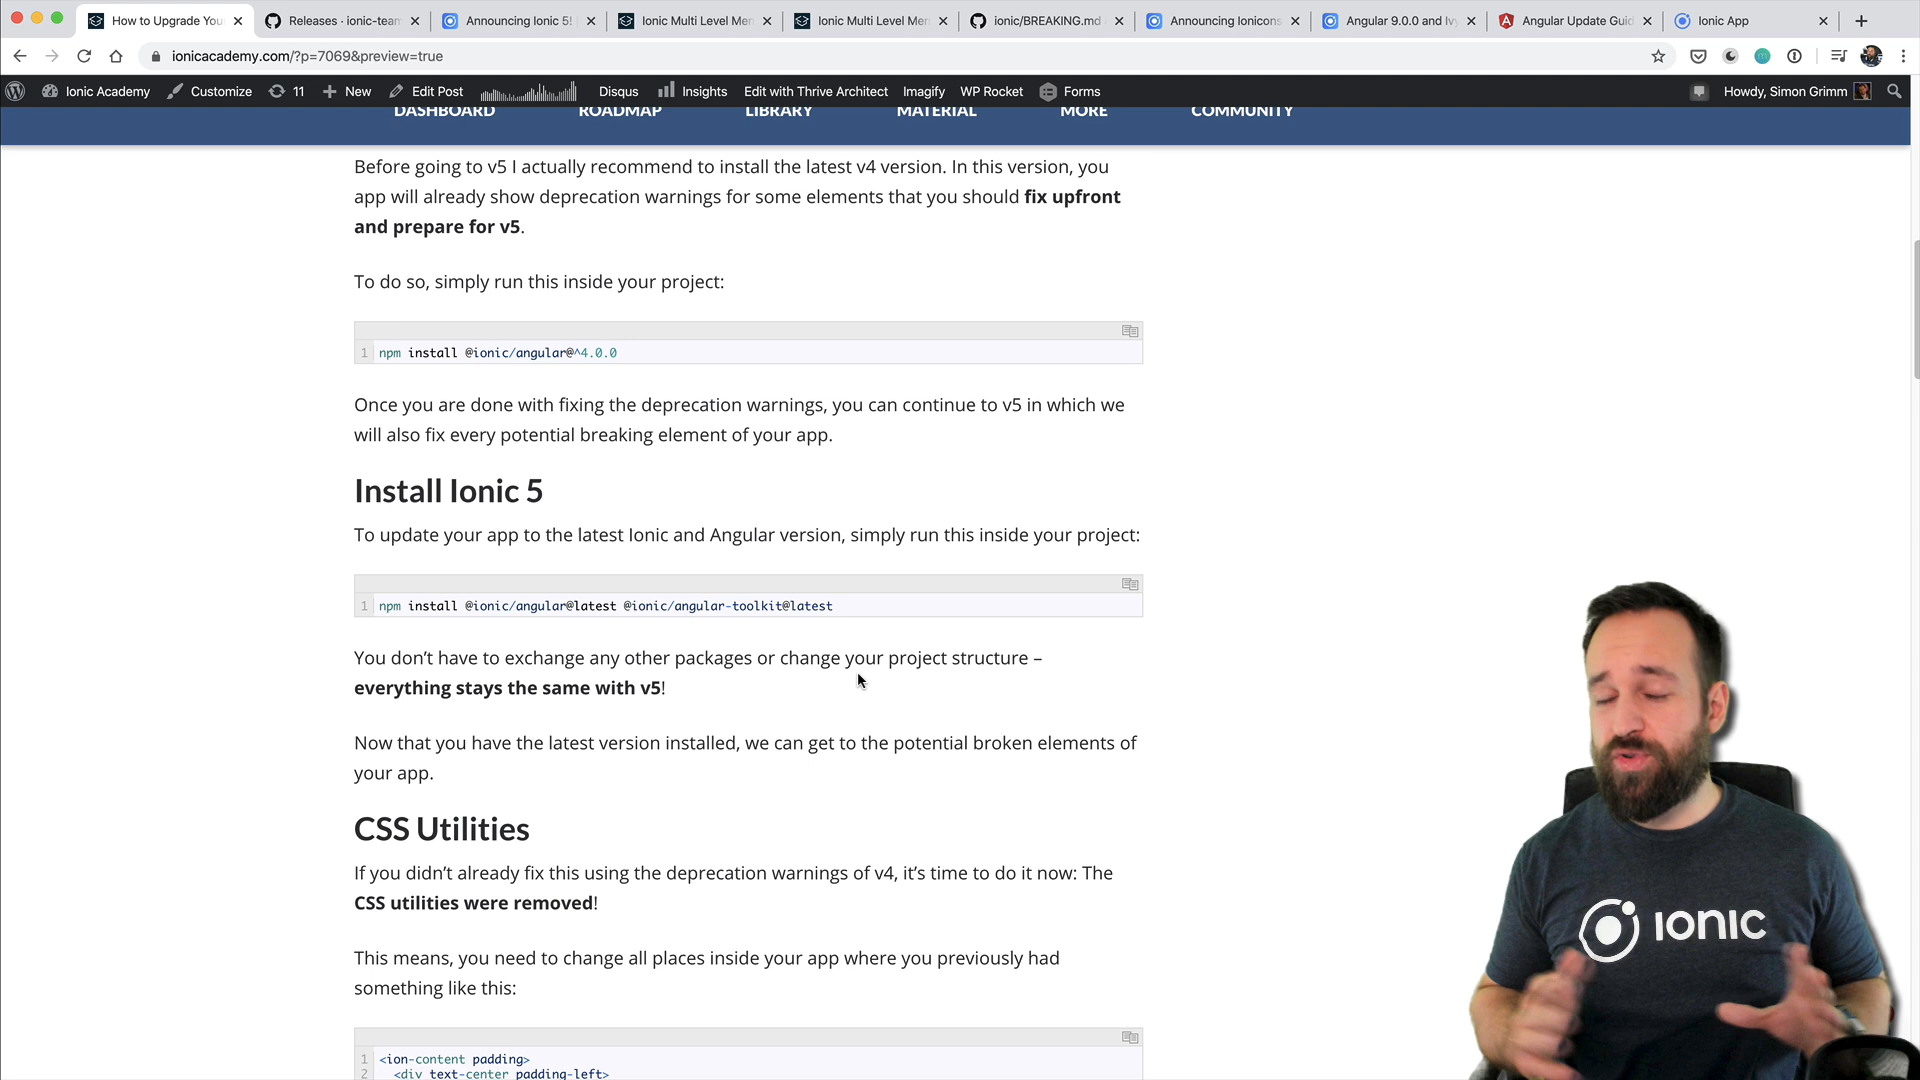 How to Upgrade You
Releases · ionic-team
Announcing Ionic 5!
Ionic Multi Level Men
Ionic Multi Level Men
ionic/BREAKING.md
Announcing Ionicons
Angular 9.0.0 and Iv
Angular Update Guid
Ionic App
ionicacademy.com/?p=7069&preview=true
Ionic Academy
Customize
11
New
Edit Post
Disqus
Insights
Edit with Thrive Architect
Imagify
WP Rocket
Forms
Howdy, Simon Grimm
DASHBOARD
ROADMAP
LIBRARY
MATERIAL
MORE
COMMUNITY
Before going to v5 I actually recommend to install the latest v4 version. In this version, you
app will already show deprecation warnings for some elements that you should fix upfront
and prepare for v5.
To do so, simply run this inside your project:
1 npm install @ionic/angular@^4.0.0
Once you are done with fixing the deprecation warnings, you can continue to v5 in which we
will also fix every potential breaking element of your app.
Install Ionic 5
To update your app to the latest Ionic and Angular version, simply run this inside your project:
1 npm install @ionic/angular@latest @ionic/angular-toolkit@latest
You don’t have to exchange any other packages or change your project structure –
everything stays the same with v5!
Now that you have the latest version installed, we can get to the potential broken elements of
your app.
CSS Utilities
If you didn’t already fix this using the deprecation warnings of v4, it’s time to do it now: The
CSS utilities were removed!
This means, you need to change all places inside your app where you previously had
something like this:
1 <ion-content padding>
2 <div text-center padding-left>
IONIC